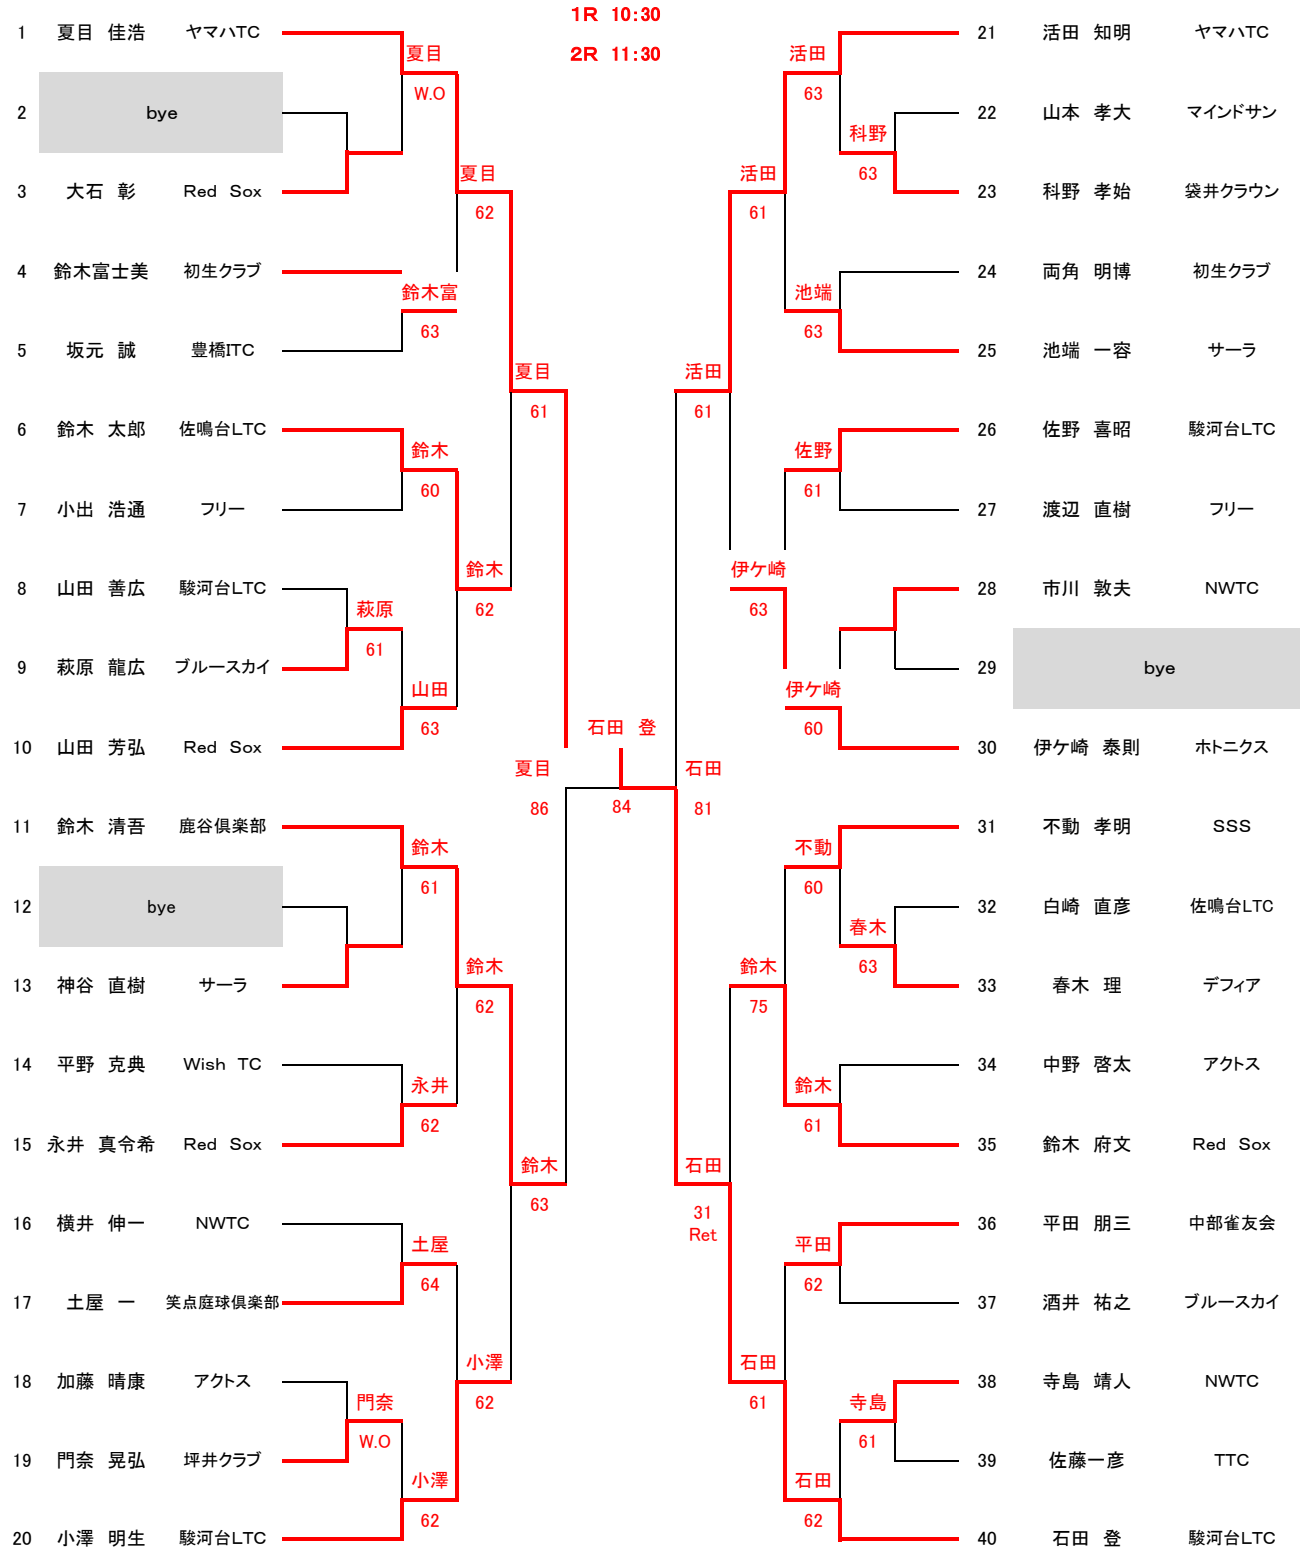 1R 10:30
2R 11:30
1 夏目 佳浩 ヤマハTC
2 bye
3 大石 彰 Red Sox
4 鈴木富士美 初生クラブ
5 坂元 誠 豊橋ITC
6 鈴木 太郎 佐鳴台LTC
7 小出 浩通 フリー
8 山田 善広 駿河台LTC
9 萩原 龍広 ブルースカイ
10 山田 芳弘 Red Sox
11 鈴木 清吾 鹿谷倶楽部
12 bye
13 神谷 直樹 サーラ
14 平野 克典 Wish TC
15 永井 真令希 Red Sox
16 横井 伸一 NWTC
17 土屋 一 笑点庭球倶楽部
18 加藤 晴康 アクトス
19 門奈 晃弘 坪井クラブ
20 小澤 明生 駿河台LTC
萩原
61
門奈
W.O
夏目
W.O
鈴木富
63
鈴木
60
山田
63
鈴木
61
永井
62
土屋
64
小澤
62
夏目
62
鈴木
62
鈴木
62
小澤
62
夏目
61
鈴木
63
夏目
86
石田 登
84
石田
81
活田
61
石田
31
Ret
活田
61
伊ケ崎
63
鈴木
75
石田
61
活田
63
池端
63
佐野
61
伊ケ崎
60
不動
60
鈴木
61
平田
62
石田
62
科野
63
春木
63
寺島
61
21 活田 知明 ヤマハTC
22 山本 孝大 マインドサン
23 科野 孝始 袋井クラウン
24 両角 明博 初生クラブ
25 池端 一容 サーラ
26 佐野 喜昭 駿河台LTC
27 渡辺 直樹 フリー
28 市川 敦夫 NWTC
29 bye
30 伊ケ崎 泰則 ホトニクス
31 不動 孝明 SSS
32 白崎 直彦 佐鳴台LTC
33 春木 理 デフィア
34 中野 啓太 アクトス
35 鈴木 府文 Red Sox
36 平田 朋三 中部雀友会
37 酒井 祐之 ブルースカイ
38 寺島 靖人 NWTC
39 佐藤一彦 TTC
40 石田 登 駿河台LTC